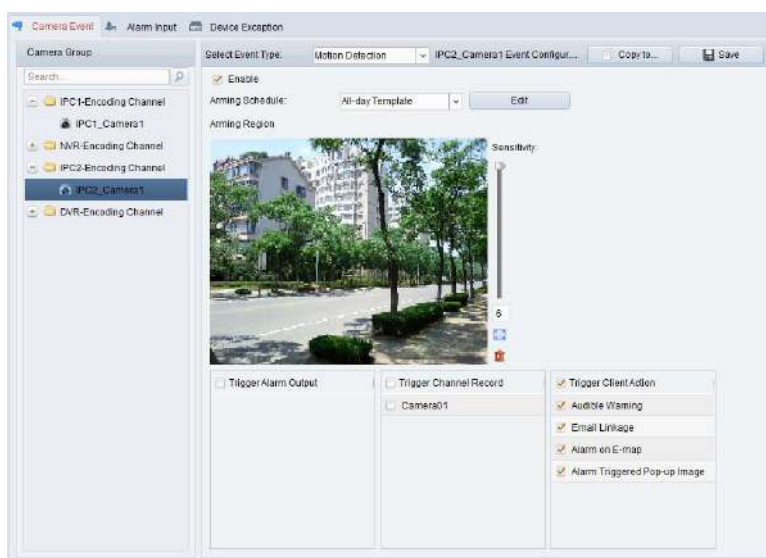 Camera Event Alarm Input Device Exception
Camera Group Select Event Type: Motion Detection IPC2_Camera1 Event Configur... Copy to... Save
Search... Enable
IPC1-Encoding Channel Arming Schedule: All-day Template Edit
IPC1_Camera1 Arming Region
NVR-Encoding Channel Sensitivity:
IPC2-Encoding Channel
IPC2_Camera1
DVR-Encoding Channel
6
Trigger Alarm Output Trigger Channel Record Trigger Client Action
Camera01 Audible Warning
Email Linkage
Alarm on E-map
Alarm Triggered Pop-up Image